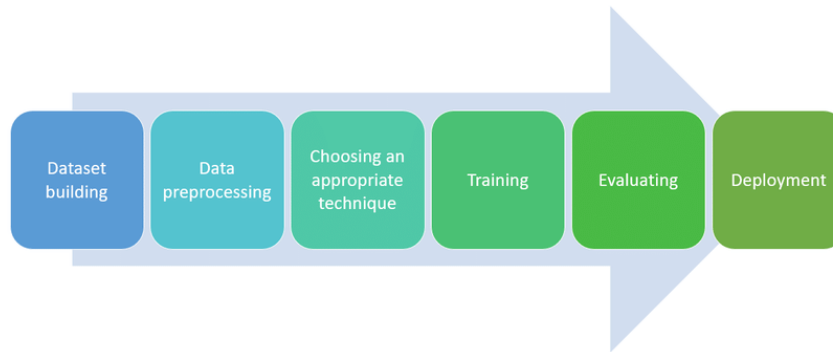 Dataset
building
Data
preprocessing
Choosing an
appropriate
technique
Training
Evaluating
Deployment